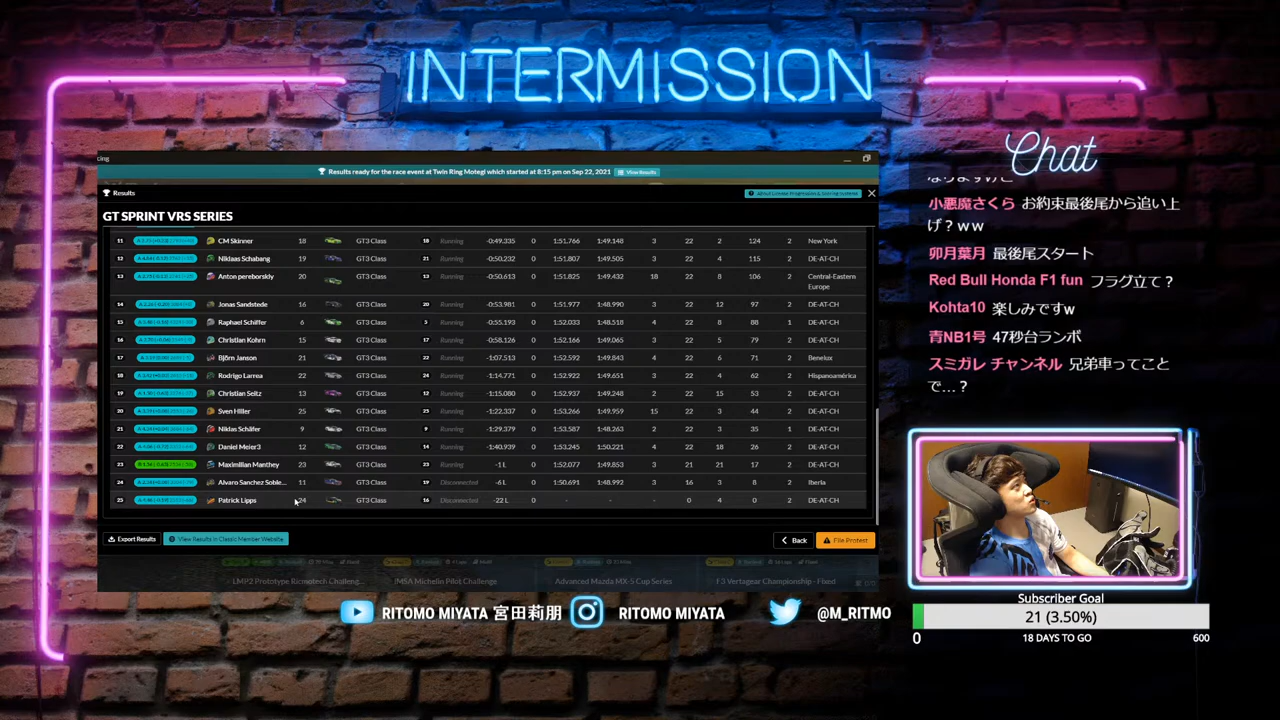 INTERMISSION
Chat
小悪魔さくら お約束最後尾から追い上
げ？ｗｗ
卯月葉月 最後尾スタート
Red Bull Honda F1 fun フラグ立て？
Kohta10 楽しみですw
青NB1号 47秒台ランボ
スミガレ チャンネル 兄弟車ってこと
で…？
Results ready for the race event at Twin Ring Motegi which started at 8:15 pm on Sep 22, 2021 View Results
Results
GT SPRINT VRS SERIES
11 CM Skinner 18 GT3 Class 18 Running -0:49.335 0 1:51.766 1:49.148 3 22 2 124 2 New York
12 Niklaas Schabang 19 GT3 Class 21 Running -0:50.232 0 1:51.807 1:49.505 3 22 4 115 2 DE-AT-CH
13 Anton pereborskly 20 GT3 Class 13 Running -0:50.613 0 1:51.825 1:49.432 18 22 8 106 2 Central-Eastern
Europe
14 Jonas Sandstede 16 GT3 Class 20 Running -0:53.981 0 1:51.977 1:48.990 3 22 12 97 2 DE-AT-CH
15 Raphael Schiffer 6 GT3 Class 5 Running -0:55.193 0 1:52.033 1:48.518 4 22 8 88 1 DE-AT-CH
16 Christian Kohrn 15 GT3 Class 17 Running -0:58.126 0 1:52.166 1:49.065 3 22 5 79 2 DE-AT-CH
17 Björn Janson 21 GT3 Class 22 Running -1:07.513 0 1:52.592 1:49.843 4 22 6 71 2 Benelux
18 Rodrigo Larrea 22 GT3 Class 24 Running -1:14.771 0 1:52.922 1:49.651 3 22 4 62 2 Hispanoamérica
19 Christian Seitz 13 GT3 Class 12 Running -1:15.080 0 1:52.937 1:49.248 2 22 15 53 2 DE-AT-CH
20 Sven Hiller 25 GT3 Class 25 Running -1:22.337 0 1:53.266 1:49.959 15 22 3 44 2 DE-AT-CH
21 Niklas Schäfer 9 GT3 Class 9 Running -1:29.379 0 1:53.587 1:48.263 2 22 3 35 1 DE-AT-CH
22 Daniel Meier3 12 GT3 Class 14 Running -1:40.939 0 1:53.245 1:50.221 4 22 18 26 2 DE-AT-CH
23 Maximilian Manthey 23 GT3 Class 23 Running -1 L 0 1:52.077 1:49.853 3 21 21 17 2 DE-AT-CH
24 Alvaro Sanchez Soble... 11 GT3 Class 19 Disconnected -6 L 0 1:50.691 1:48.992 3 16 3 8 2 Iberia
25 Patrick Lipps 24 GT3 Class 16 Disconnected -22 L 0 - - - 0 4 0 2 DE-AT-CH
Export Results View Results in Classic Member Website Back File Protest
LMP2 Prototype Ricmotech Challeng... IMSA Michelin Pilot Challenge Advanced Mazda MX-5 Cup Series F3 Vertagear Championship - Fixed
RITOMO MIYATA 宮田莉朋 RITOMO MIYATA @M_RITMO
Subscriber Goal
21 (3.50%)
0 18 DAYS TO GO 600